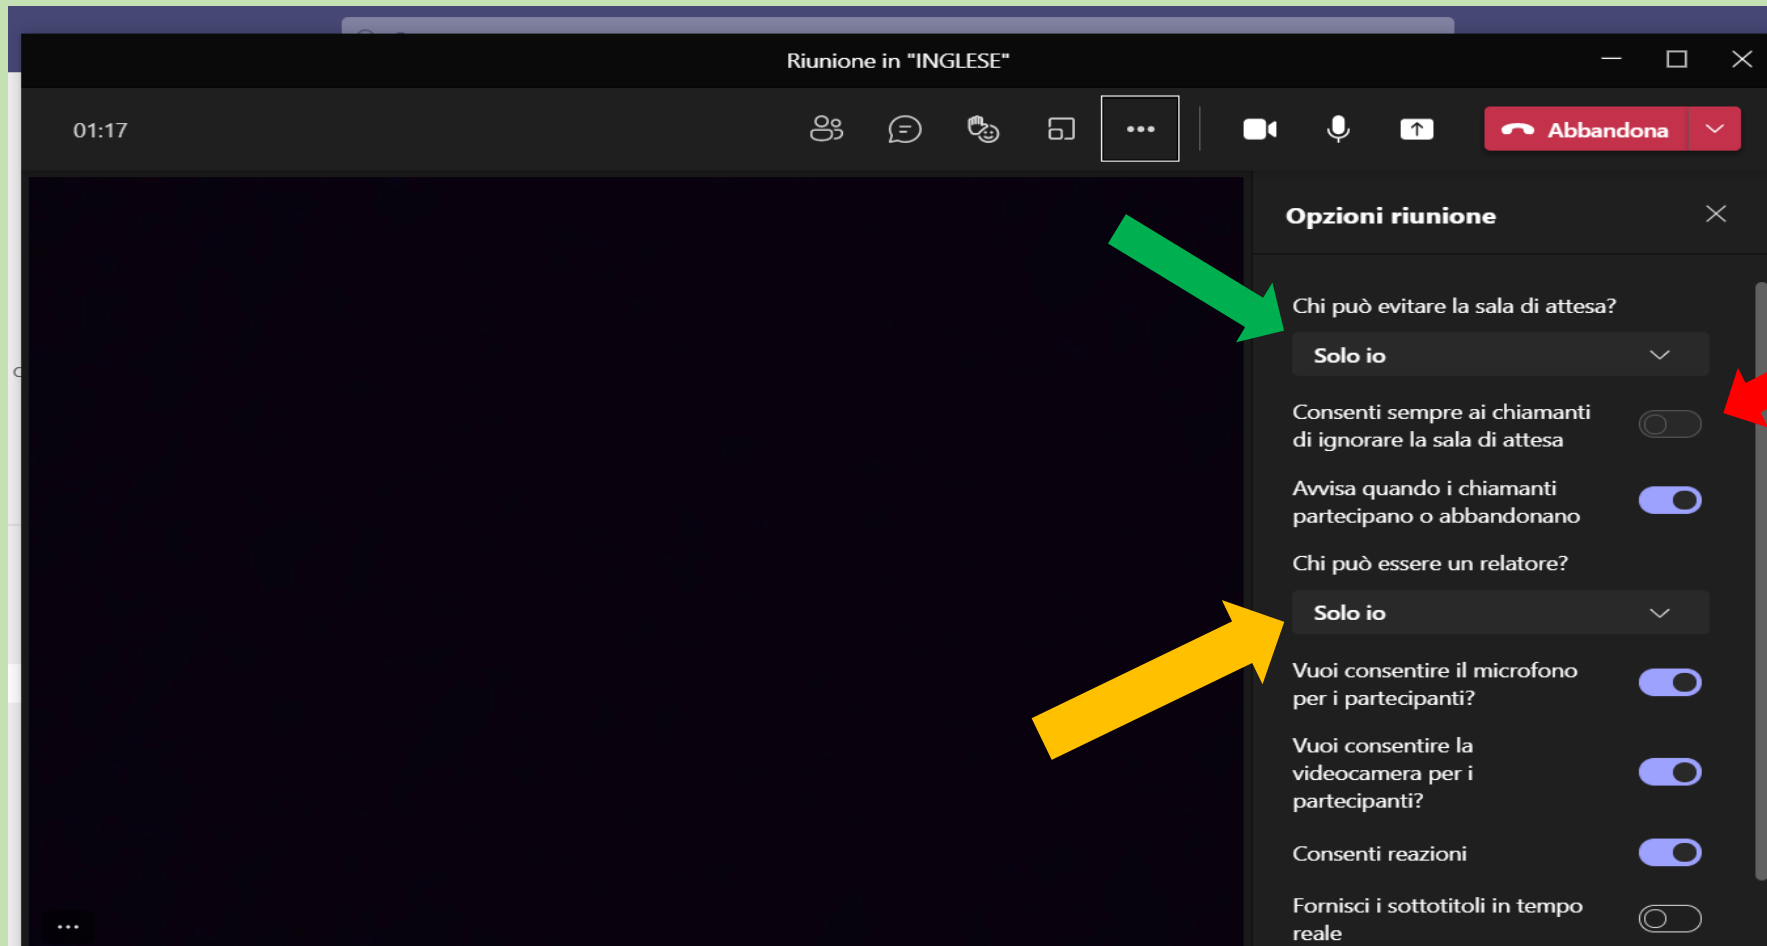 Riunione in "INGLESE"
01:17
Abbandona
Opzioni riunione
Chi può evitare la sala di attesa?
Solo io
Consenti sempre ai chiamanti
di ignorare la sala di attesa
Avvisa quando i chiamanti
partecipano o abbandonano
Chi può essere un relatore?
Solo io
Vuoi consentire il microfono
per i partecipanti?
Vuoi consentire la
videocamera per i
partecipanti?
Consenti reazioni
Fornisci i sottotitoli in tempo
reale